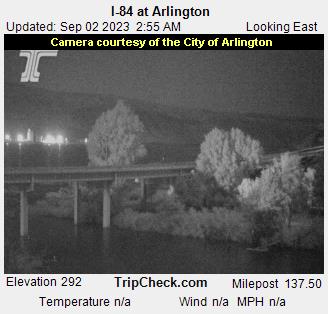 I-84 at Arlington
Updated: Sep 02 2023 2:55 AM Looking East
Camera courtesy of the City of Arlington
Elevation 292 TripCheck.com Milepost 137.50
Temperature n/a Wind n/a MPH n/a